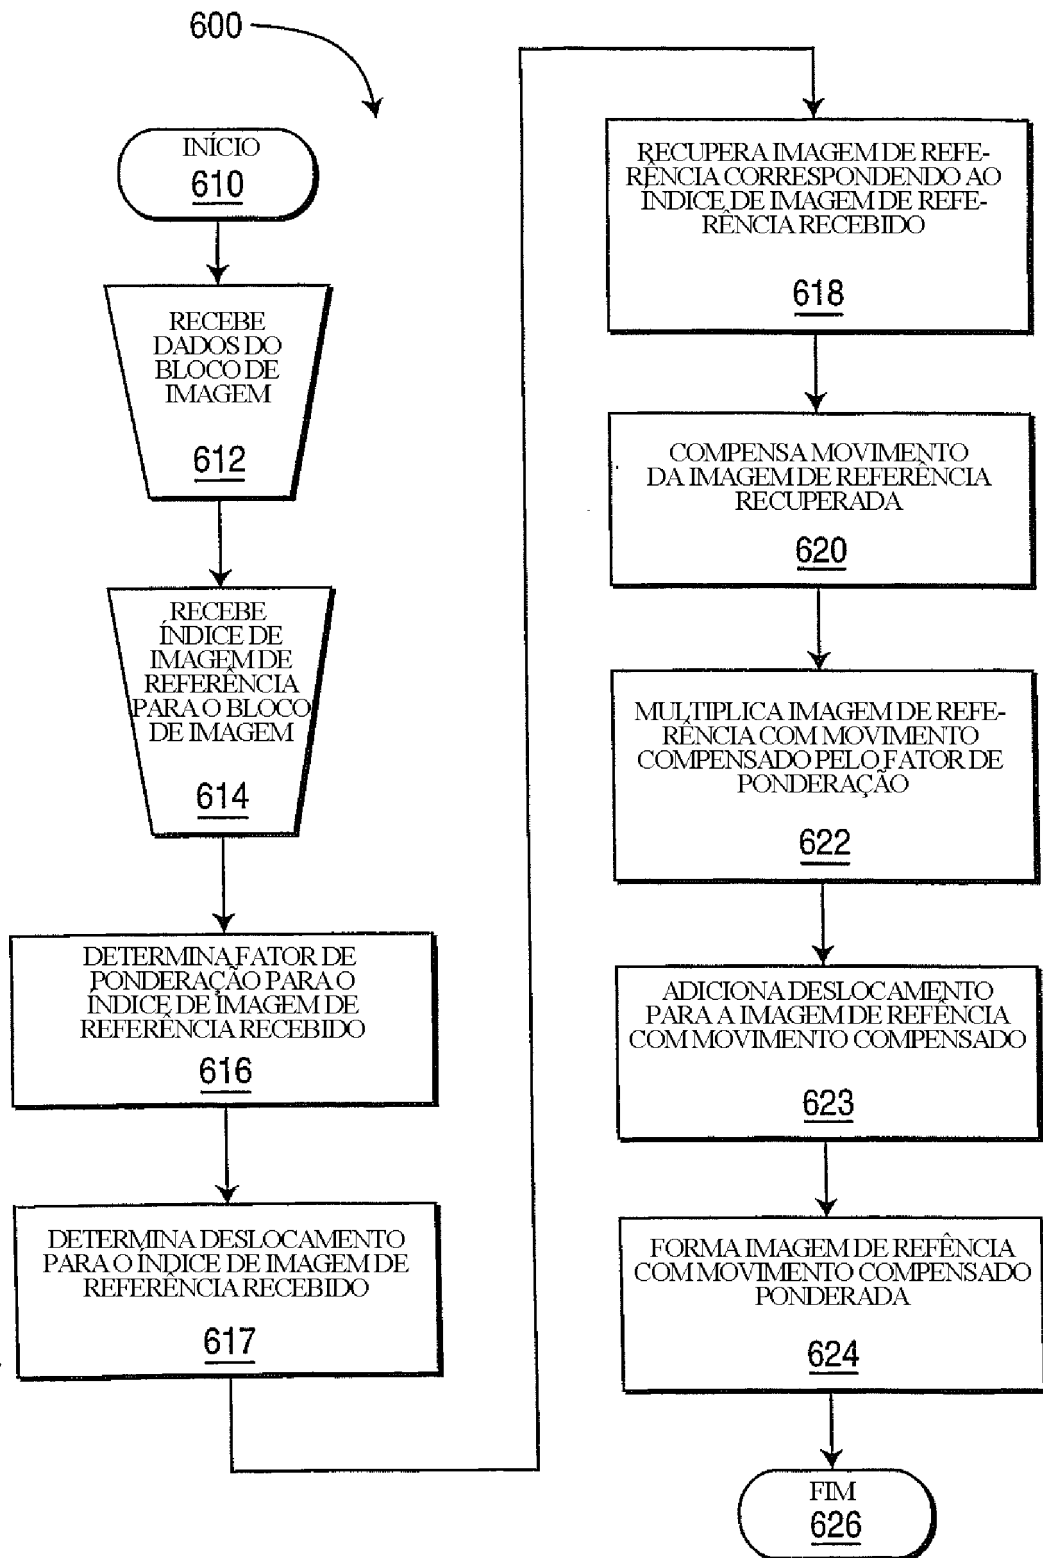 600
INÍCIO
610
RECEBE
DADOS DO
BLOCO DE
IMAGEM
612
RECEBE
ÍNDICE DE
IMAGEM DE
REFERÊNCIA
PARA O BLOCO
DE IMAGEM
614
DETERMINA FATOR DE
PONDERAÇÃO PARA O
ÍNDICE DE IMAGEM DE
REFERÊNCIA RECEBIDO
616
DETERMINA DESLOCAMENTO
PARA O ÍNDICE DE IMAGEM DE
REFERÊNCIA RECEBIDO
617
RECUPERA IMAGEM DE REFE-
RÊNCIA CORRESPONDENDO AO
ÍNDICE DE IMAGEM DE REFE-
RÊNCIA RECEBIDO
618
COMPENSA MOVIMENTO
DA IMAGEM DE REFERÊNCIA
RECUPERADA
620
MULTIPLICA IMAGEM DE REFE-
RÊNCIA COM MOVIMENTO
COMPENSADO PELO FATOR DE
PONDERAÇÃO
622
ADICIONA DESLOCAMENTO
PARA A IMAGEM DE REFÊNCIA
COM MOVIMENTO COMPENSADO
623
FORMA IMAGEM DE REFÊNCIA
COM MOVIMENTO COMPENSADO
PONDERADA
624
FIM
626